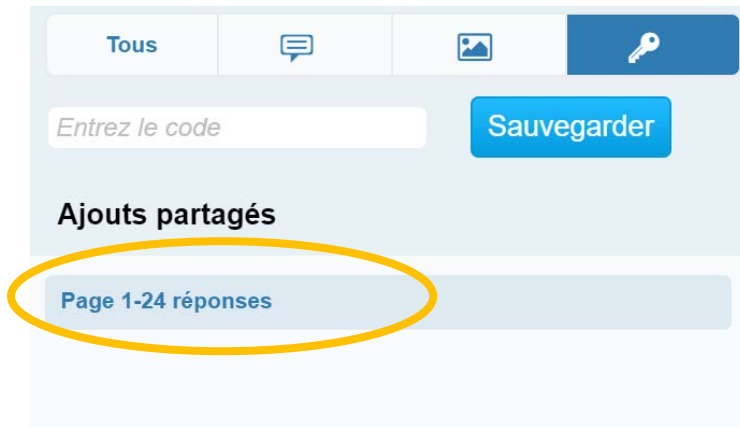 Tous
Entrez le code
Sauvegarder
Ajouts partagés
Page 1-24 réponses